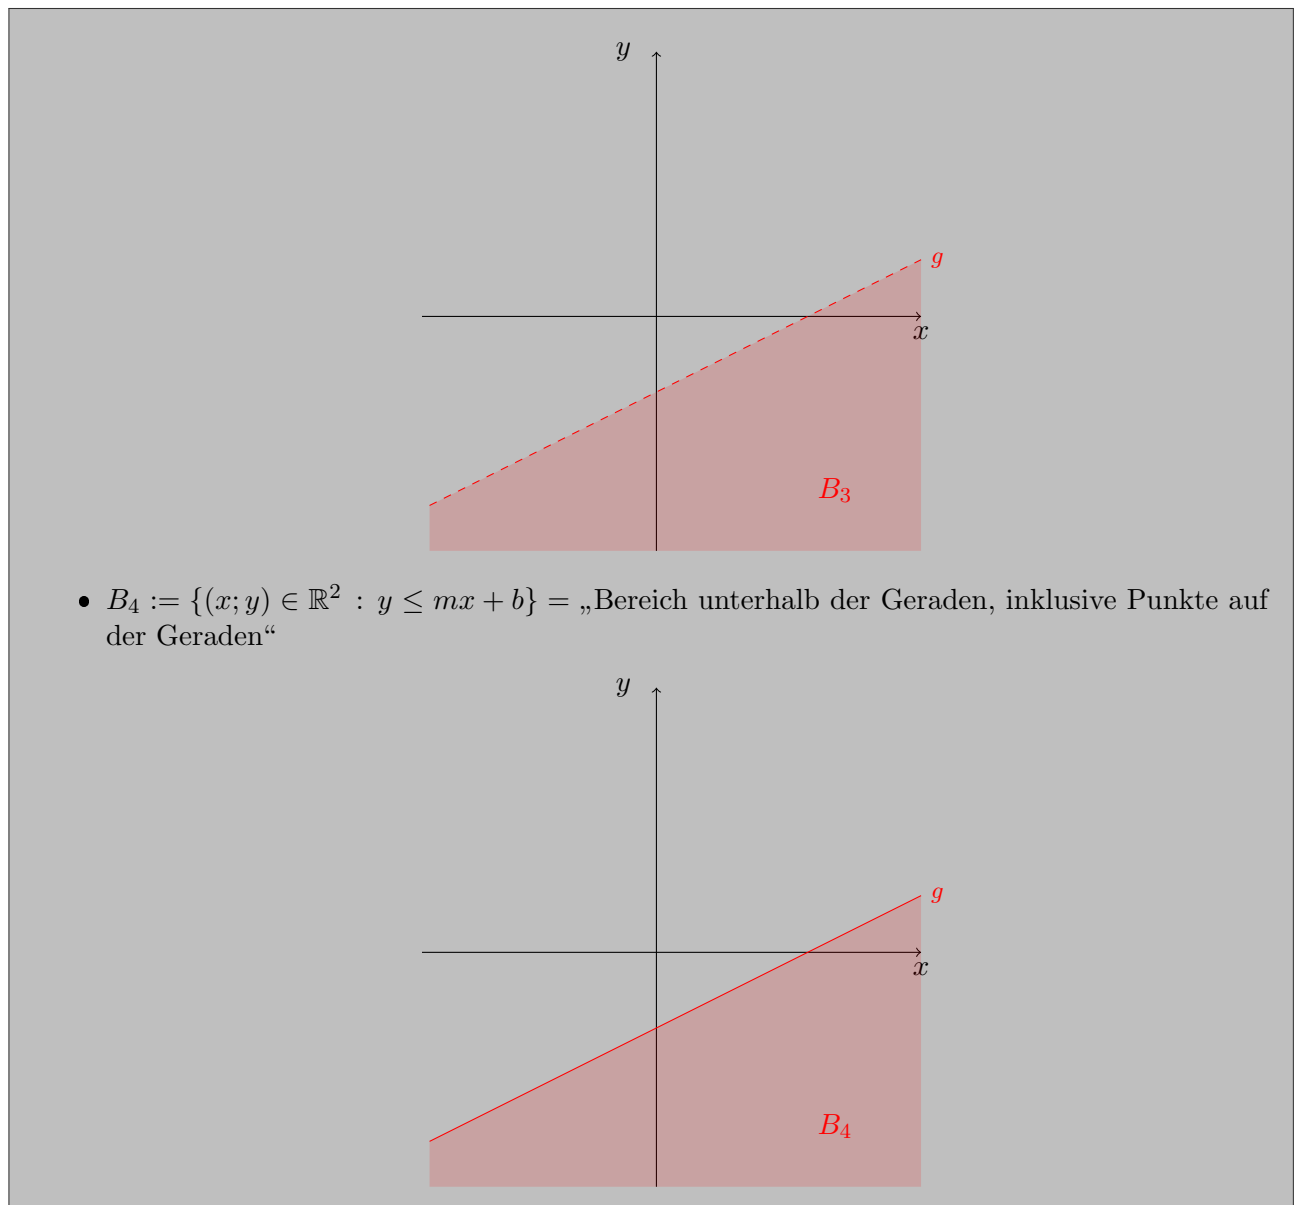 y
g
x
B₃
• B₄ := {(x; y) ∈ ℝ² : y ≤ mx + b} = „Bereich unterhalb der Geraden, inklusive Punkte auf
der Geraden“
y
g
x
B₄